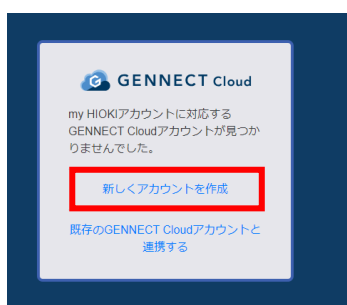 GENNECT Cloud
my HIOKIアカウントに対応する
GENNECT Cloudアカウントが見つか
りませんでした。
新しくアカウントを作成
既存のGENNECT Cloudアカウントと
連携する